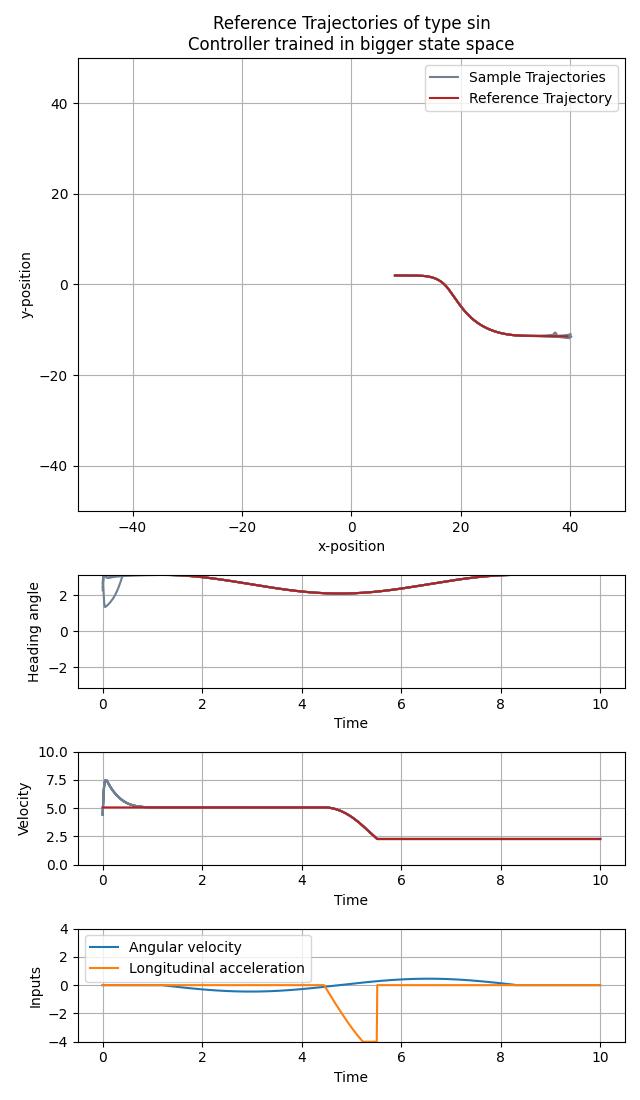 Reference Trajectories of type sin
Controller trained in bigger state space
Sample Trajectories
Reference Trajectory
40
20
0
−20
−40
y-position
−40 −20 0 20 40
x-position
2
0
−2
Heading angle
0 2 4 6 8 10
Time
10.0
7.5
5.0
2.5
0.0
Velocity
0 2 4 6 8 10
Time
4
2
0
−2
−4
Inputs
Angular velocity
Longitudinal acceleration
0 2 4 6 8 10
Time